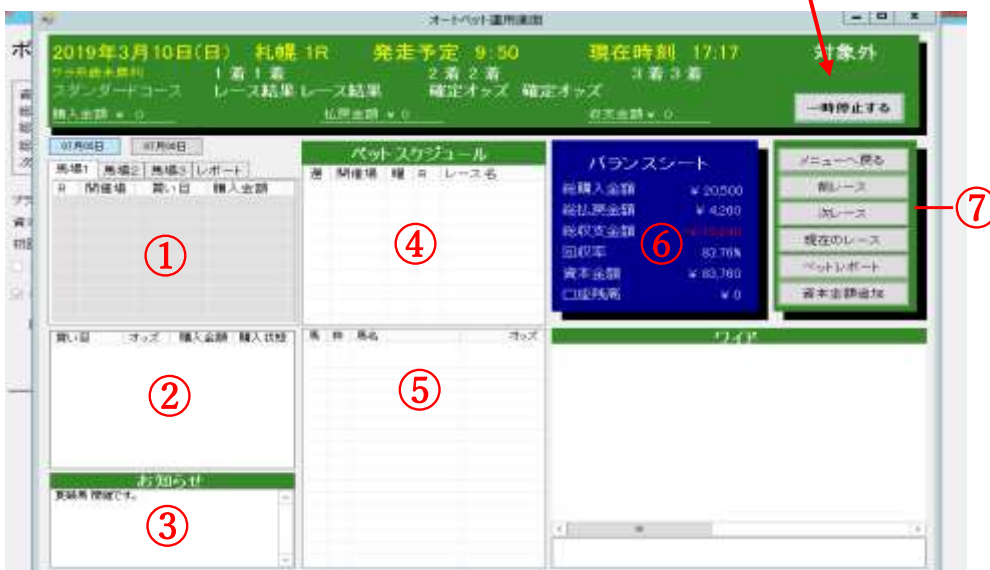 オートベット運用画面
2019年3月10日(日) 札幌 1R 発走予定 9:50 現在時刻 17:17 対象外
1着1着 2着2着 3着3着
スタンダードコース レース結果 レース結果 確定オッズ 確定オッズ
購入金額 ¥ 0 払戻金額 ¥ 0 収支金額 ¥ 0
一時停止する
馬場1 馬場2 馬場3 レポート
R 開催場 買い目 購入金額
①
ベットスケジュール
開催場 曜 R レース名
④
バランスシート
総購入金額 ¥ 20,500
総払戻金額 ¥ 4,260
総収支金額
回収率
資本金額 ¥ 83,760
口座残高 ¥ 0
⑥
メニューへ戻る
前レース
次レース
現在のレース
ベットレポート
資本金額追加
⑦
買い目 オッズ 購入金額 購入状態
②
馬 枠 馬名 オッズ
⑤
ワイド
お知らせ
③